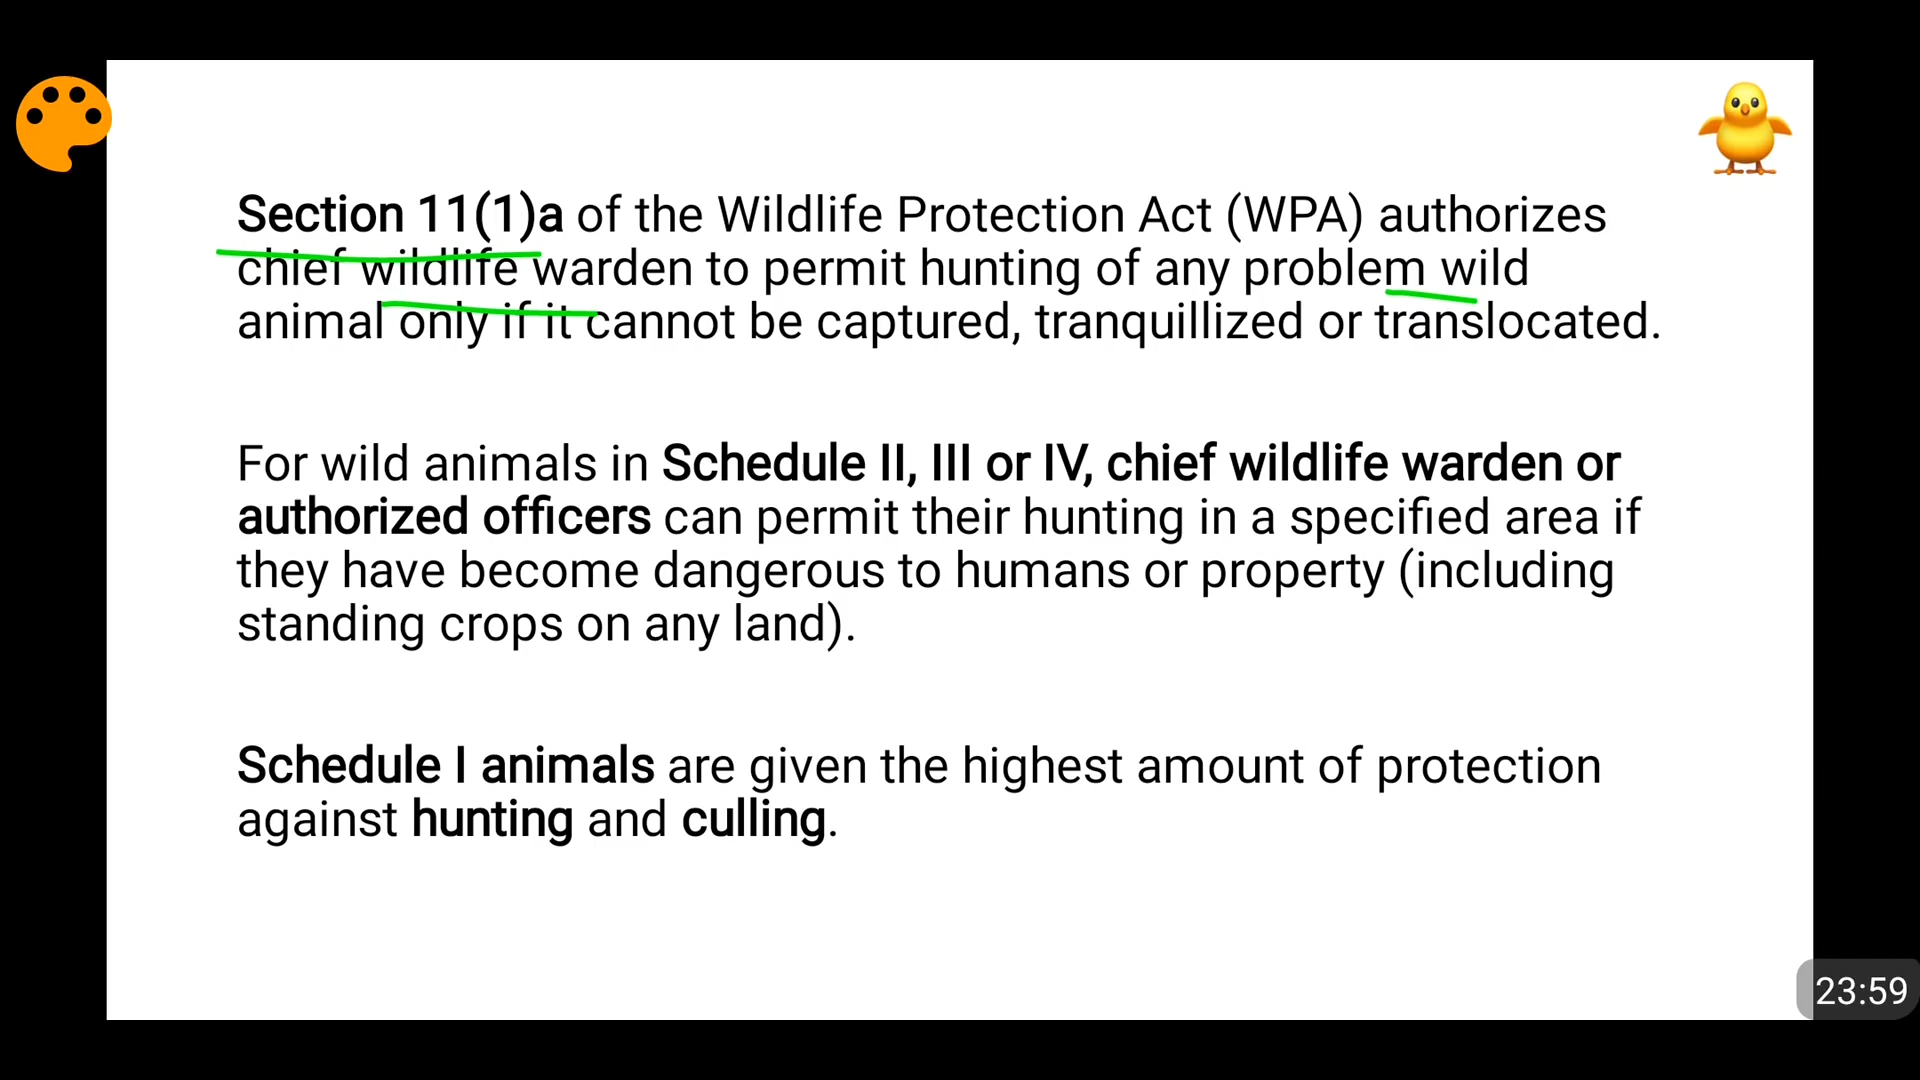 Section 11(1)a of the Wildlife Protection Act (WPA) authorizes
chief wildlife warden to permit hunting of any problem wild
animal only if it cannot be captured, tranquillized or translocated.
For wild animals in Schedule II, III or IV, chief wildlife warden or
authorized officers can permit their hunting in a specified area if
they have become dangerous to humans or property (including
standing crops on any land).
Schedule I animals are given the highest amount of protection
against hunting and culling.
23:59